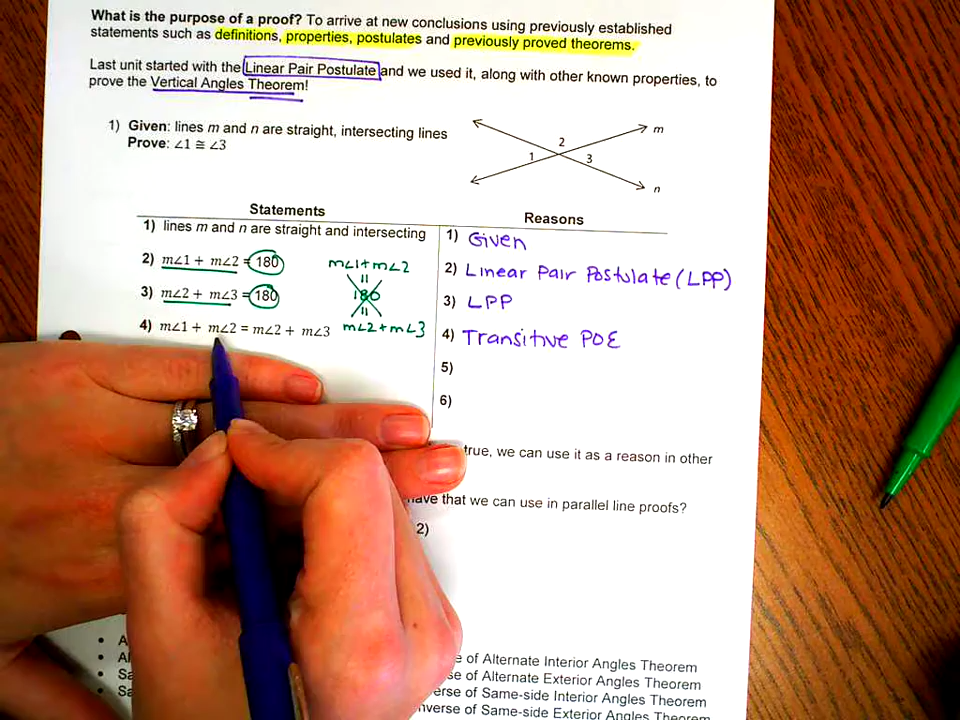 What is the purpose of a proof? To arrive at new conclusions using previously established
statements such as definitions, properties, postulates and previously proved theorems.
Last unit started with the Linear Pair Postulate and we used it, along with other known properties, to
prove the Vertical Angles Theorem!
1) Given: lines m and n are straight, intersecting lines
Prove: ∠1 ≅ ∠3
m
2
1
3
n
Statements
Reasons
1) lines m and n are straight and intersecting
1) Given
2) m∠1 + m∠2 = 180
m∠1+m∠2
=
180
=
m∠2+m∠3
2) Linear Pair Postulate (LPP)
3) m∠2 + m∠3 = 180
3) LPP
4) m∠1 + m∠2 = m∠2 + m∠3
4) Transitive POE
5)
6)
true, we can use it as a reason in other
have that we can use in parallel line proofs?
2)
• A
• Al
• Sa
• Sa
e of Alternate Interior Angles Theorem
se of Alternate Exterior Angles Theorem
erse of Same-side Interior Angles Theorem
nverse of Same-side Exterior Angles Theorem